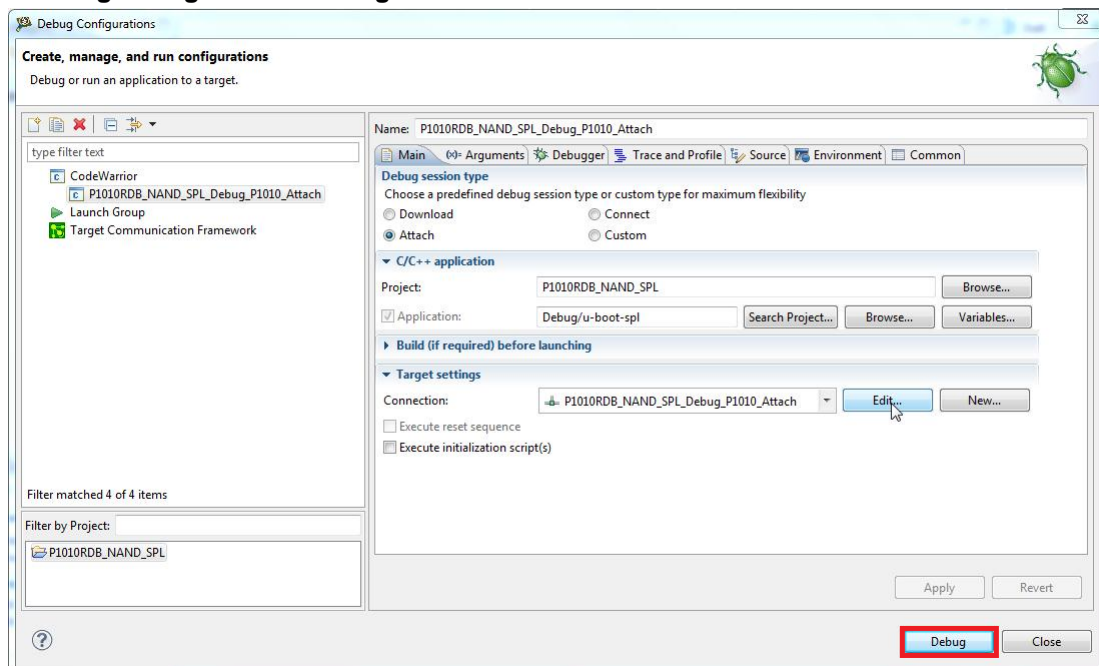 Debug Configurations
Create, manage, and run configurations
Debug or run an application to a target.
type filter text
CodeWarrior
P1010RDB_NAND_SPL_Debug_P1010_Attach
Launch Group
Target Communication Framework
Filter matched 4 of 4 items
Filter by Project:
P1010RDB_NAND_SPL
Name: P1010RDB_NAND_SPL_Debug_P1010_Attach
Main (x)= Arguments Debugger Trace and Profile Source Environment Common
Debug session type
Choose a predefined debug session type or custom type for maximum flexibility
Download Connect
Attach Custom
C/C++ application
Project: P1010RDB_NAND_SPL Browse...
Application: Debug/u-boot-spl Search Project... Browse... Variables...
Build (if required) before launching
Target settings
Connection: P1010RDB_NAND_SPL_Debug_P1010_Attach Edit... New...
Execute reset sequence
Execute initialization script(s)
Apply Revert
Debug Close